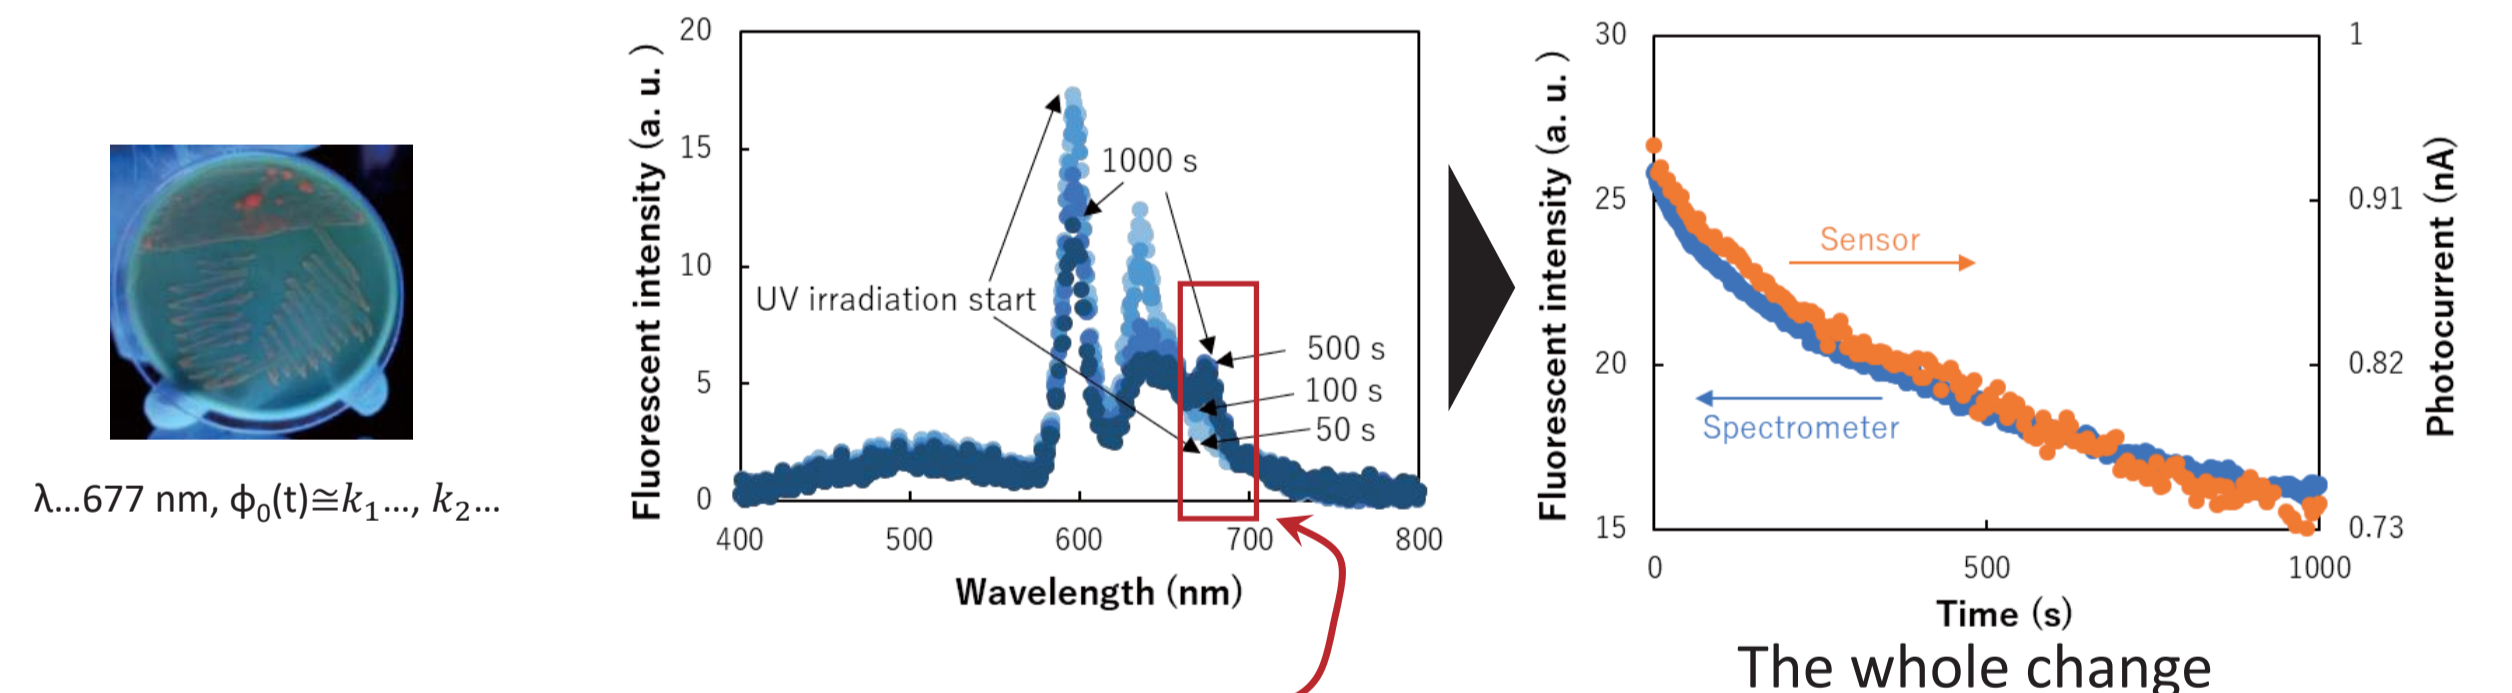 λ...677 nm, ϕ₀(t)≅k₁..., k₂...
Fluorescent intensity (a. u. )
20
15
10
5
0
400
500
600
700
800
Wavelength (nm)
UV irradiation start
1000 s
500 s
100 s
50 s
Fluorescent intensity (a. u. )
30
25
20
15
0
500
1000
Time (s)
1
0.91
0.82
0.73
Photocurrent (nA)
Sensor
Spectrometer
The whole change